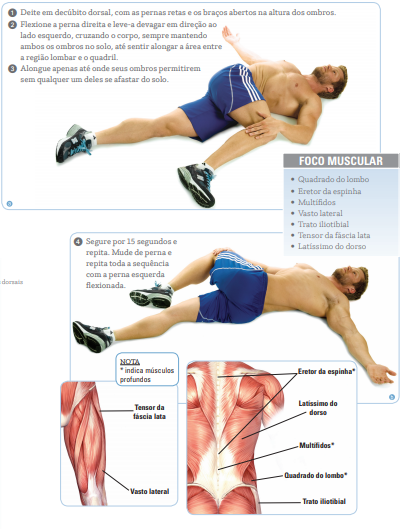 1 Deite em decúbito dorsal, com as pernas retas e os braços abertos na altura dos ombros.
2 Flexione a perna direita e leve-a devagar em direção ao
lado esquerdo, cruzando o corpo, sempre mantendo
ambos os ombros no solo, até sentir alongar a área entre
a região lombar e o quadril.
3 Alongue apenas até onde seus ombros permitirem
sem qualquer um deles se afastar do solo.
FOCO MUSCULAR
• Quadrado do lombo
• Eretor da espinha
• Multífidos
• Vasto lateral
• Trato iliotibial
• Tensor da fáscia lata
• Latíssimo do dorso
4 Segure por 15 segundos e
repita. Mude de perna e
repita toda a sequência
com a perna esquerda
flexionada.
dorsais
NOTA
* indica músculos
profundos
Tensor da
fáscia lata
Vasto lateral
Eretor da espinha*
Latíssimo do
dorso
Multífidos*
Quadrado do lombo*
Trato iliotibial